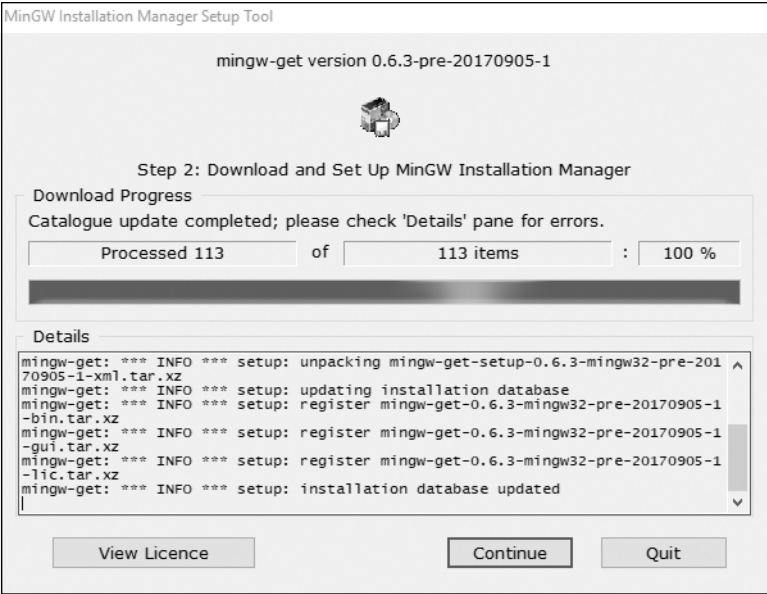 MinGW Installation Manager Setup Tool
mingw-get version 0.6.3-pre-20170905-1
Step 2: Download and Set Up MinGW Installation Manager
Download Progress
Catalogue update completed; please check 'Details' pane for errors.
Processed 113 of 113 items : 100 %
Details
mingw-get: *** INFO *** setup: unpacking mingw-get-setup-0.6.3-mingw32-pre-201
70905-1-xml.tar.xz
mingw-get: *** INFO *** setup: updating installation database
mingw-get: *** INFO *** setup: register mingw-get-0.6.3-mingw32-pre-20170905-1
-bin.tar.xz
mingw-get: *** INFO *** setup: register mingw-get-0.6.3-mingw32-pre-20170905-1
-gui.tar.xz
mingw-get: *** INFO *** setup: register mingw-get-0.6.3-mingw32-pre-20170905-1
-lic.tar.xz
mingw-get: *** INFO *** setup: installation database updated
View Licence Continue Quit